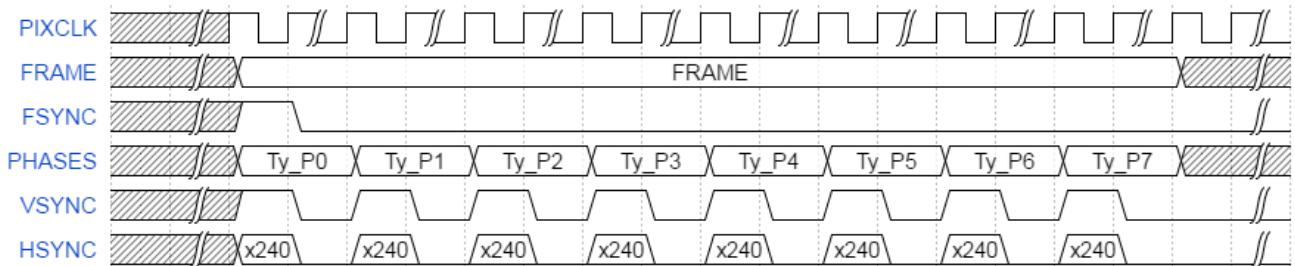 PIXCLK
FRAME FRAME
FSYNC
PHASES Ty_P0 Ty_P1 Ty_P2 Ty_P3 Ty_P4 Ty_P5 Ty_P6 Ty_P7
VSYNC
HSYNC x240 x240 x240 x240 x240 x240 x240 x240